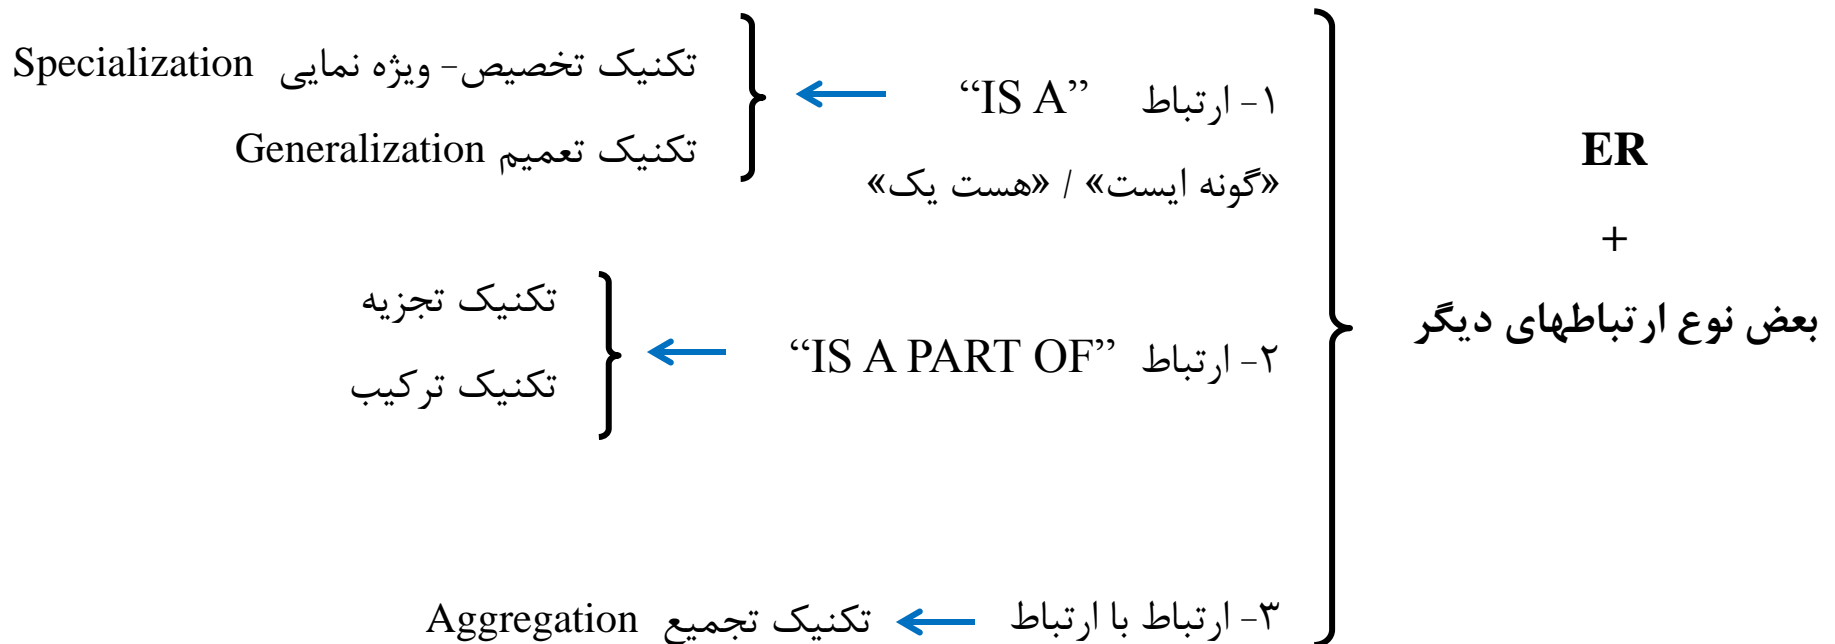 ER
+
بعض نوع ارتباطهای دیگر
۱- ارتباط “IS A”
«گونه ایست» / «هست یک»
تکنیک تخصیص- ویژه نمایی Specialization
تکنیک تعمیم Generalization
۲- ارتباط “IS A PART OF”
تکنیک تجزیه
تکنیک ترکیب
۳- ارتباط با ارتباط
تکنیک تجمیع Aggregation